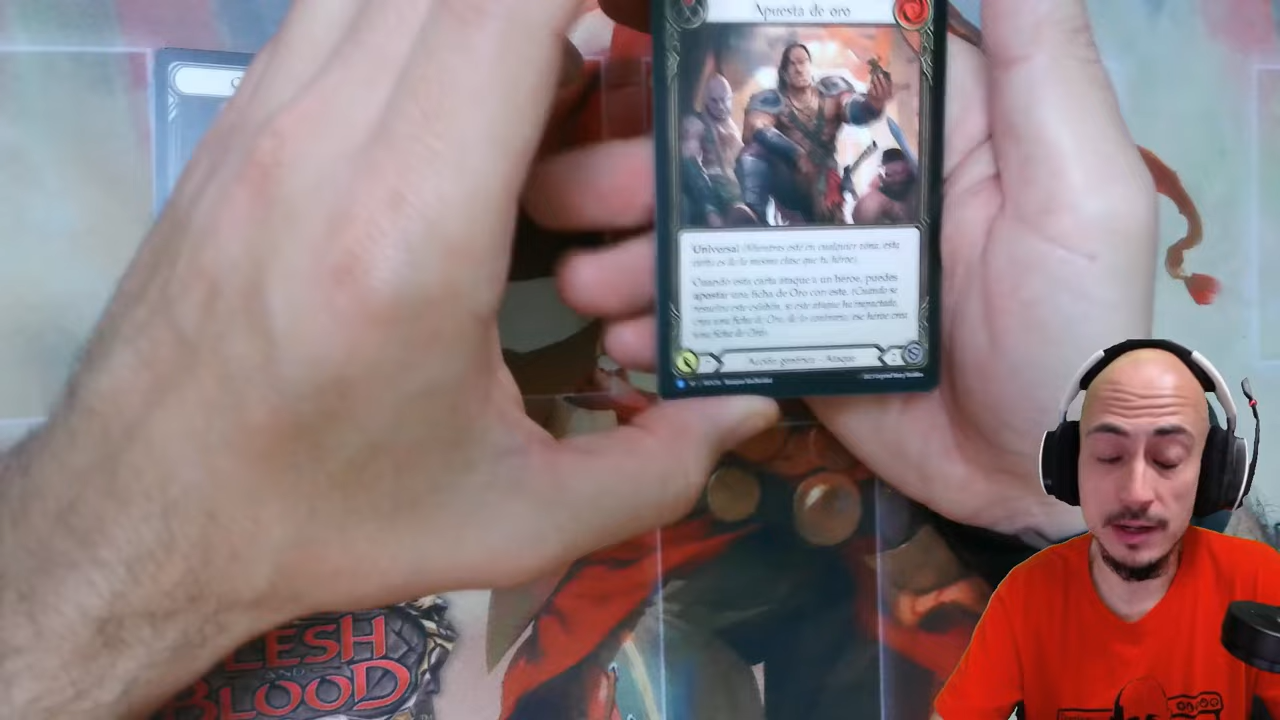 Apuesta de oro
Universal (Mientras esté en cualquier zona, esta
carta es de la misma clase que tu héroe).
Cuando esta carta ataque a un héroe, puedes
apostar una ficha de Oro con este. (Cuando se
resuelva este eslabón, si este ataque ha impactado,
crea una ficha de Oro, de lo contrario, ese héroe crea
una ficha de Oro).
Acción genérica - Ataque
FLESH
AND
BLOOD